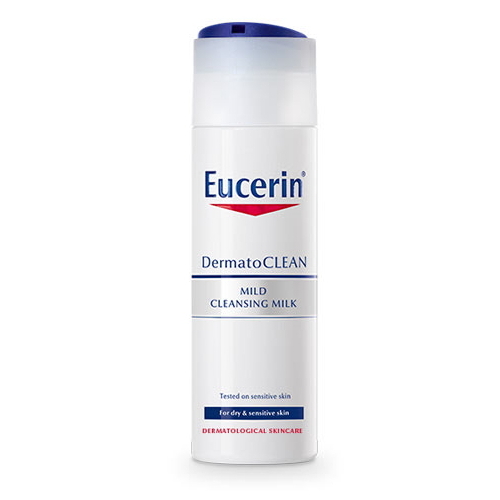 Eucerin®
DermatoCLEAN
MILD
CLEANSING MILK
Tested on sensitive skin
For dry & sensitive skin
DERMATOLOGICAL SKINCARE